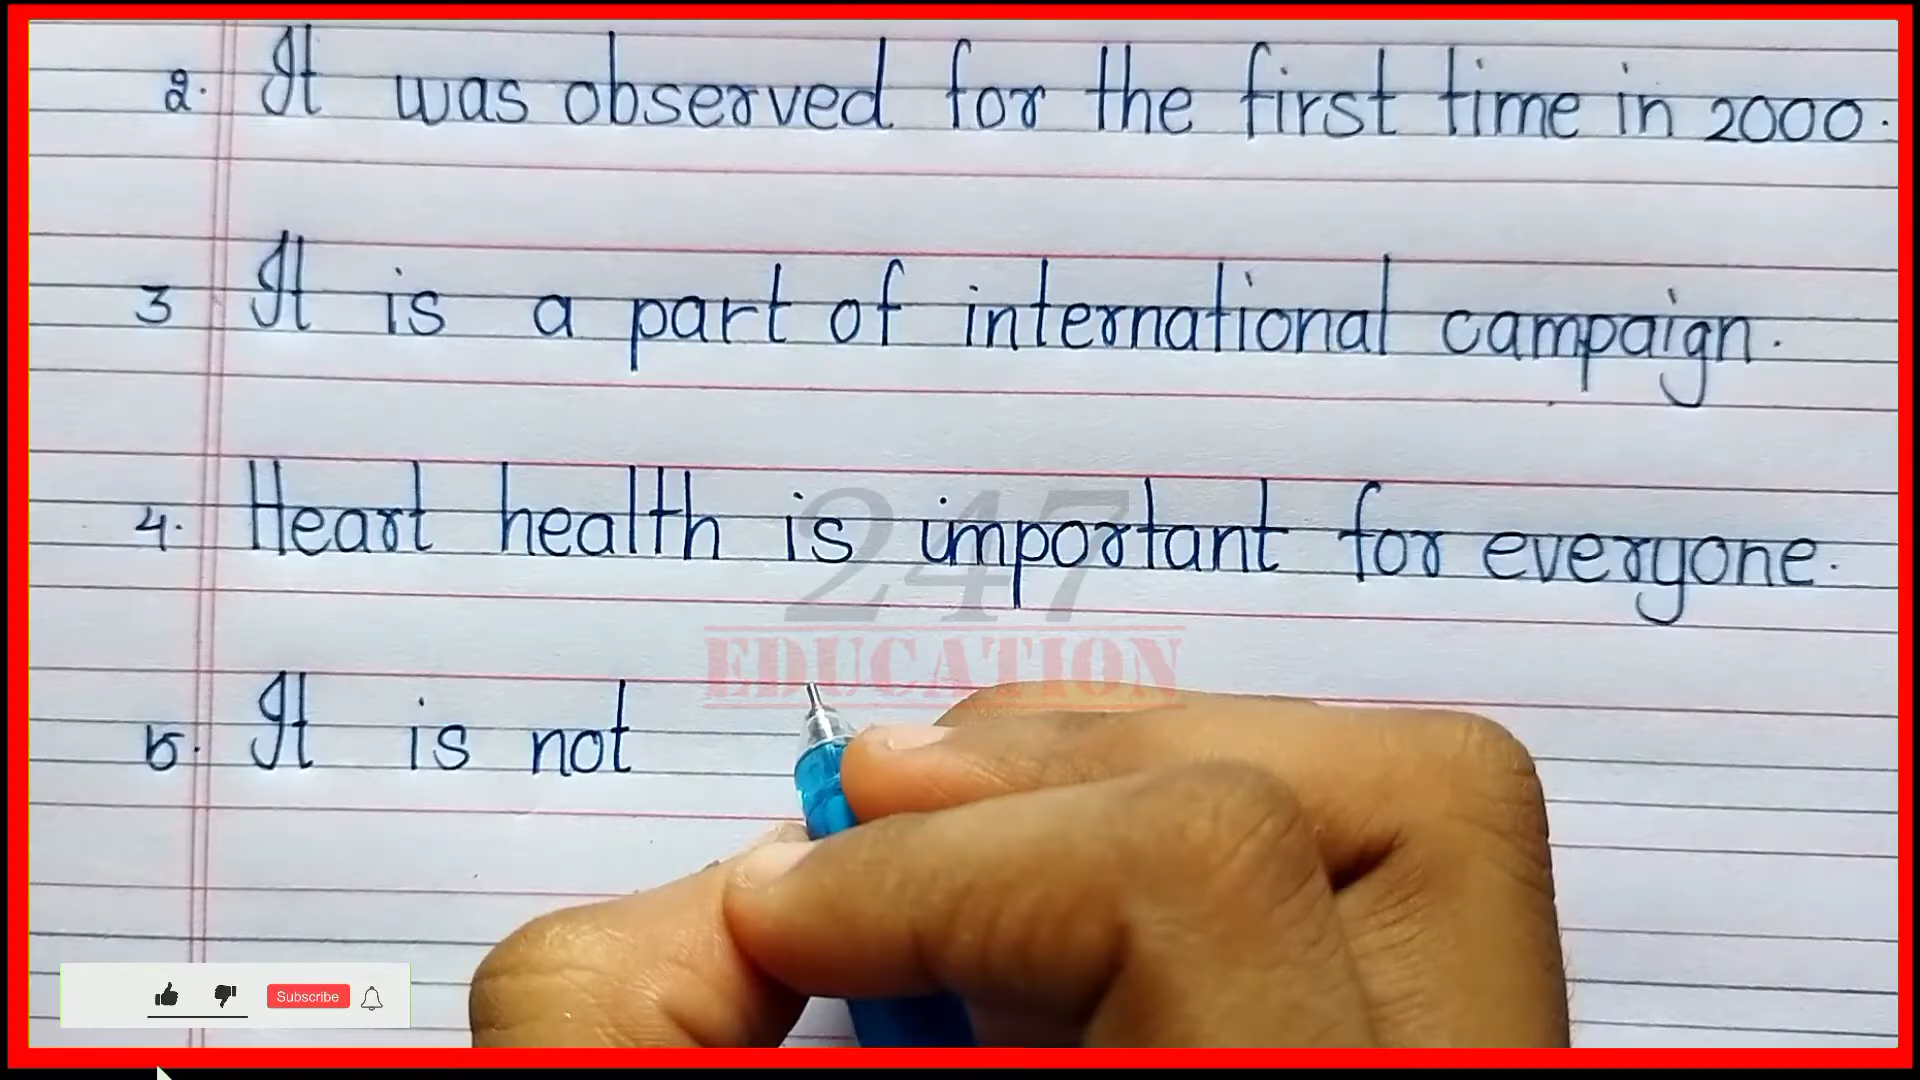 2. It was observed for the first time in 2000.
3 It is a part of international campaign.
4. Heart health is important for everyone.
247
EDUCATION
5. It is not
Subscribe